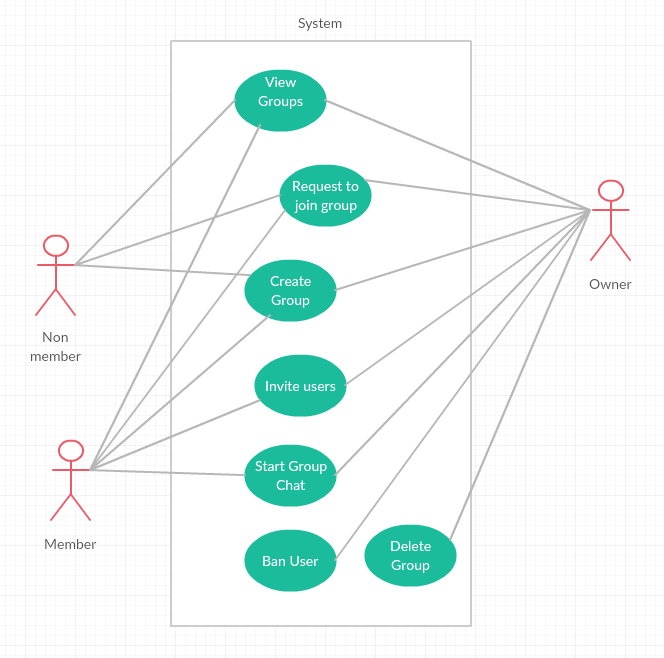 System
View
Groups
Request to
join group
Create
Group
Invite users
Start Group
Chat
Ban User
Delete
Group
Non
member
Member
Owner